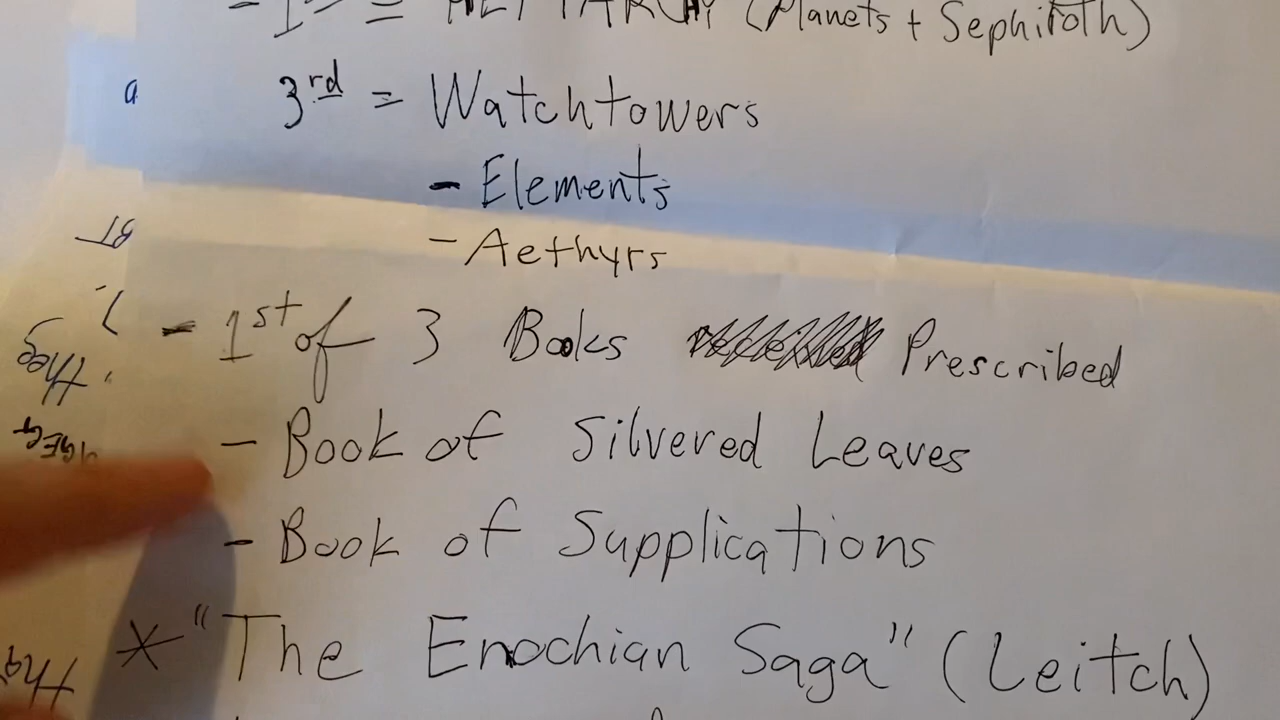 (Planets + Sephiroth)
3rd = Watchtowers
- Elements
- Aethyrs
- 1st of 3 Books Prescribed
- Book of Silvered Leaves
- Book of Supplications
* "The Enochian Saga" (Leitch)